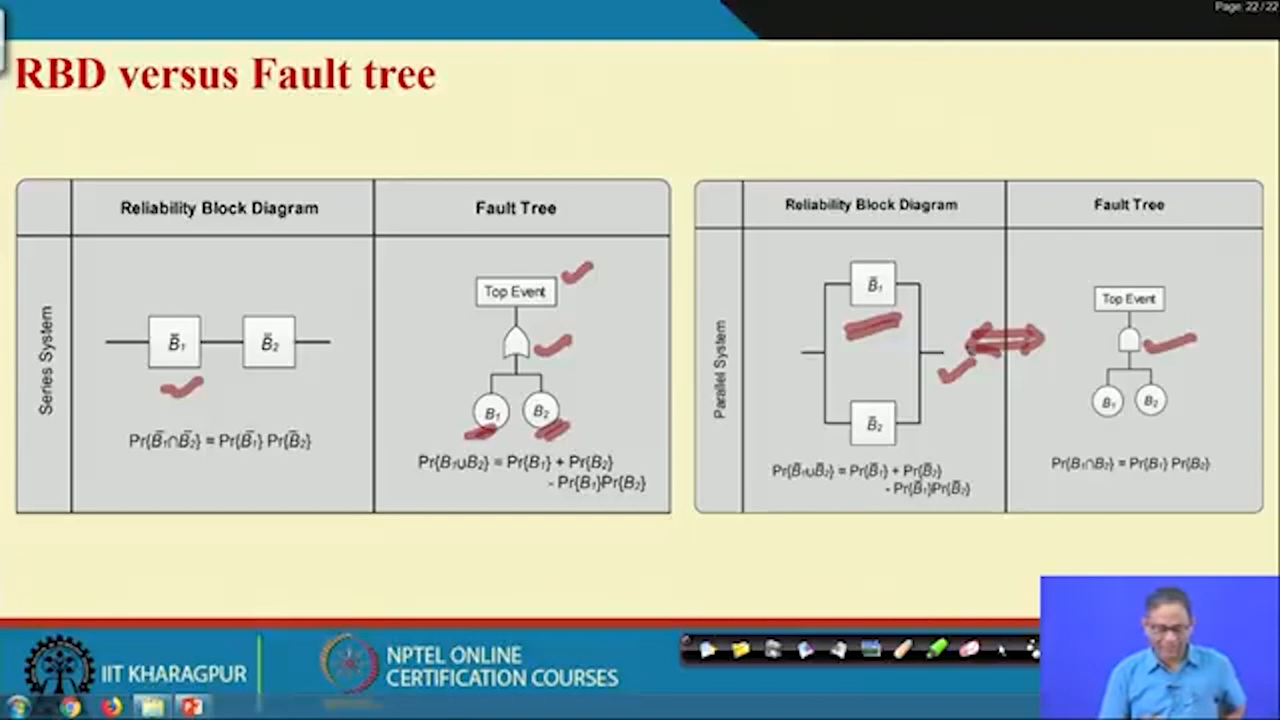 Page: 22/22
RBD versus Fault tree
Reliability Block Diagram
Fault Tree
Series System
B̄₁
B̄₂
Pr{B̄₁∩B̄₂} = Pr{B̄₁} Pr{B̄₂}
Top Event
B₁
B₂
Pr{B₁∪B₂} = Pr{B₁} + Pr{B₂}
- Pr{B₁}Pr{B₂}
Reliability Block Diagram
Fault Tree
Parallel System
B̄₁
B̄₂
Pr{B̄₁∪B̄₂} = Pr{B̄₁} + Pr{B̄₂}
- Pr{B̄₁}Pr{B̄₂}
Top Event
B₁
B₂
Pr{B₁∩B₂} = Pr{B₁} Pr{B₂}
IIT KHARAGPUR
NPTEL ONLINE
CERTIFICATION COURSES